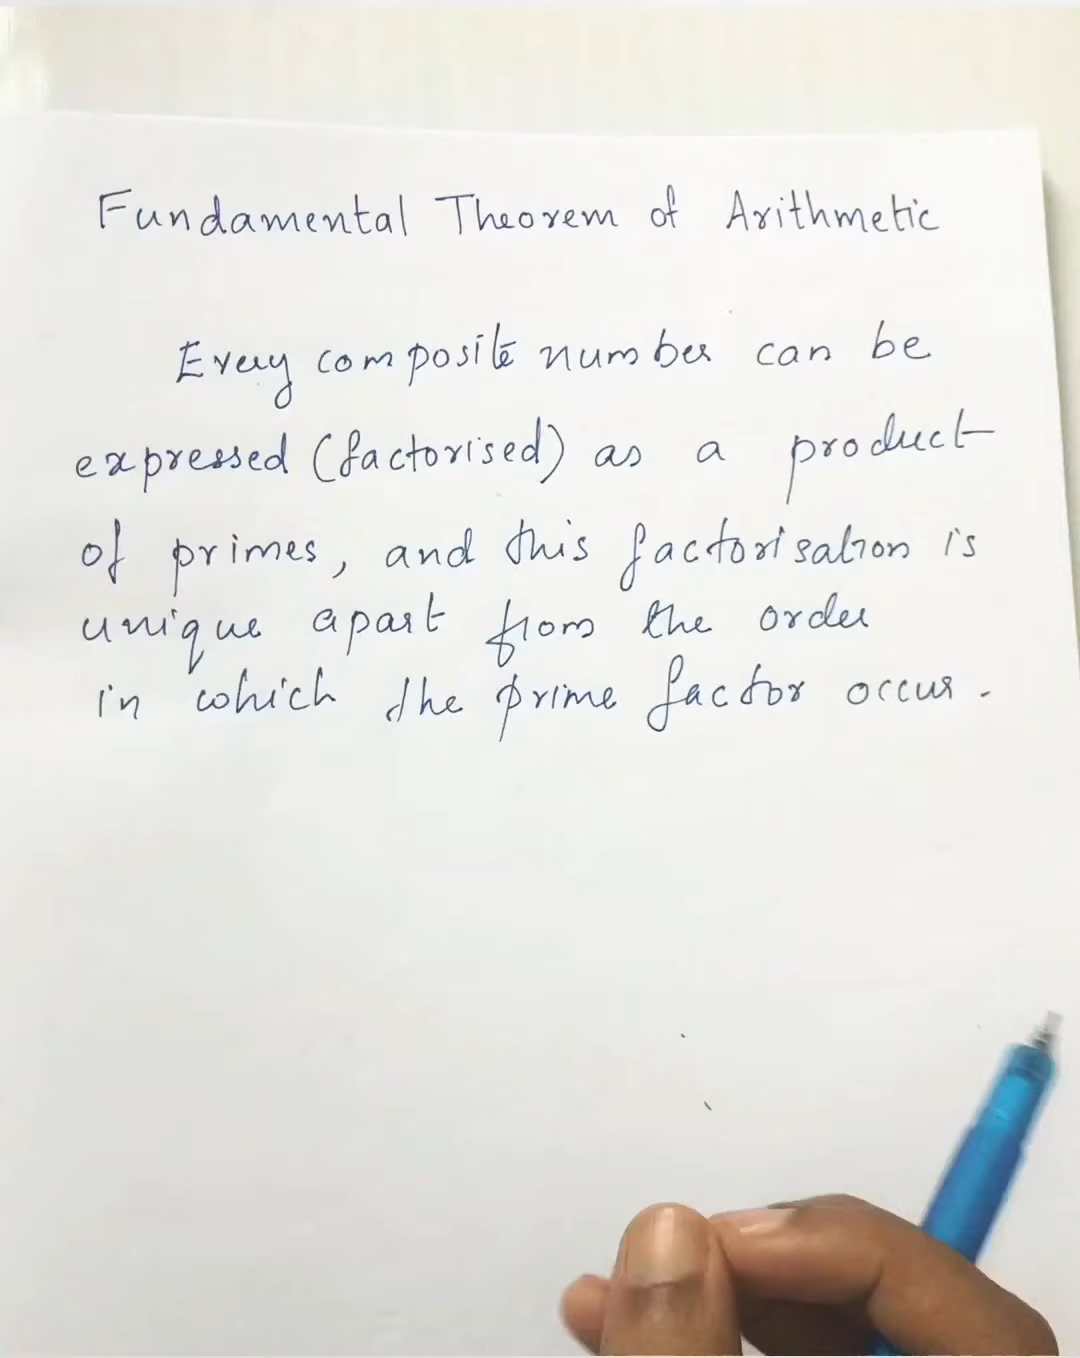 Fundamental Theorem of Arithmetic
Every composite number can be
expressed (factorised) as a product
of primes, and this factorisation is
unique apart from the order
in which the prime factor occur.